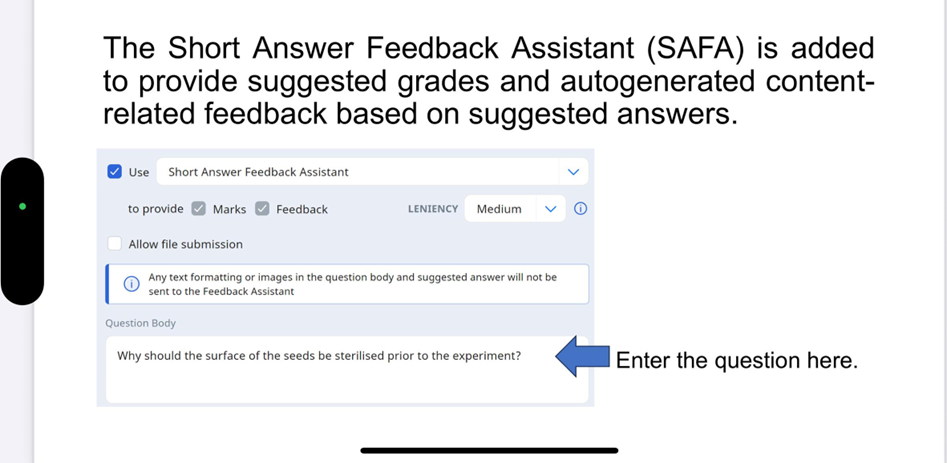 The Short Answer Feedback Assistant (SAFA) is added
to provide suggested grades and autogenerated content-
related feedback based on suggested answers.
Use Short Answer Feedback Assistant
to provide Marks Feedback LENIENCY Medium
Allow file submission
Any text formatting or images in the question body and suggested answer will not be
sent to the Feedback Assistant
Question Body
Why should the surface of the seeds be sterilised prior to the experiment?
Enter the question here.